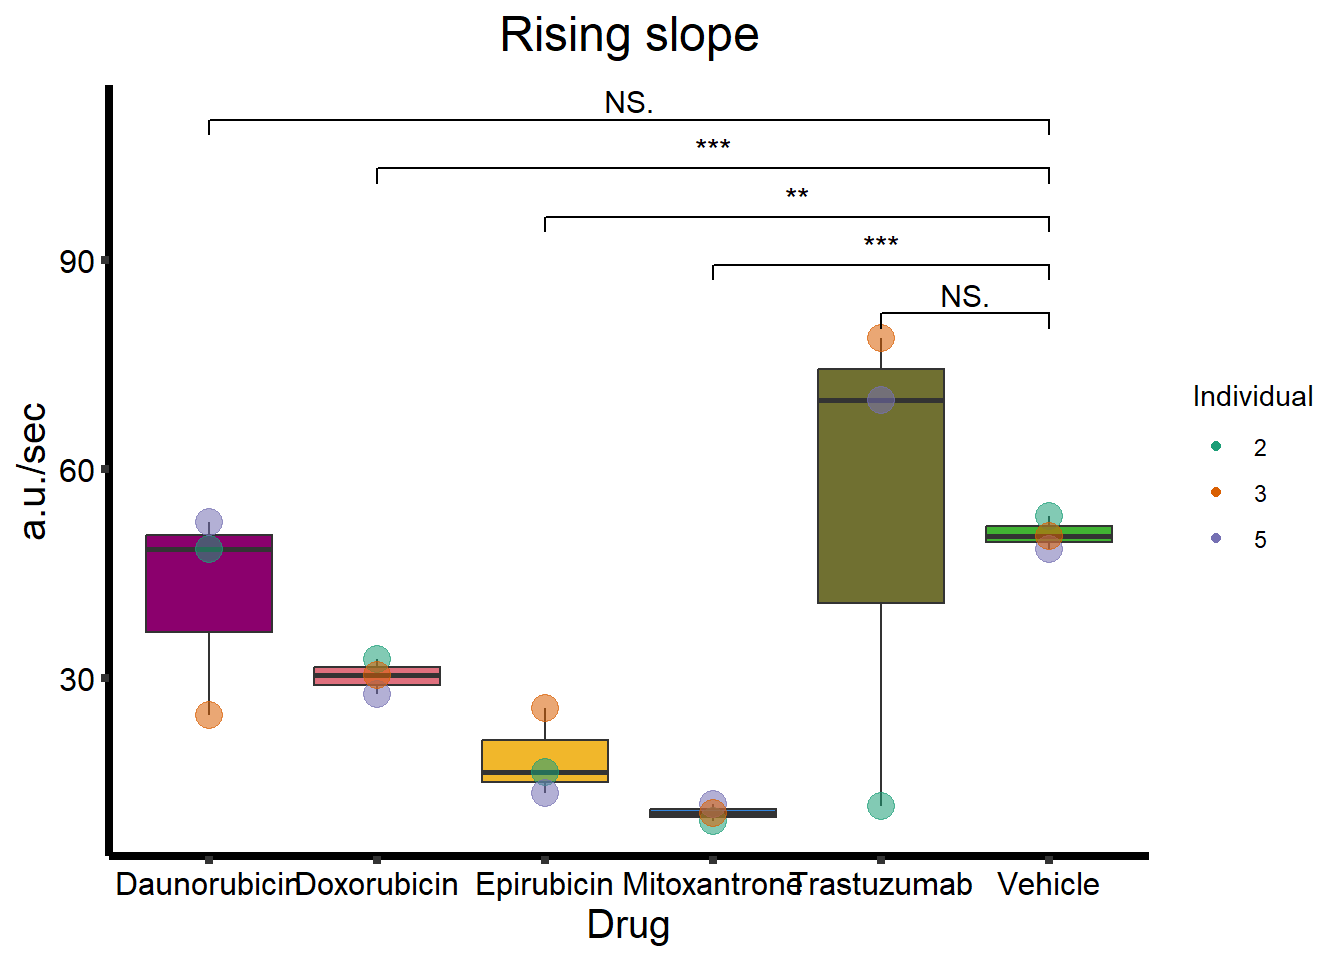 Rising slope
NS.
***
**
***
NS.
90
60
30
a.u./sec
Daunorubicin Doxorubicin Epirubicin Mitoxantrone Trastuzumab Vehicle
Drug
Individual
2
3
5